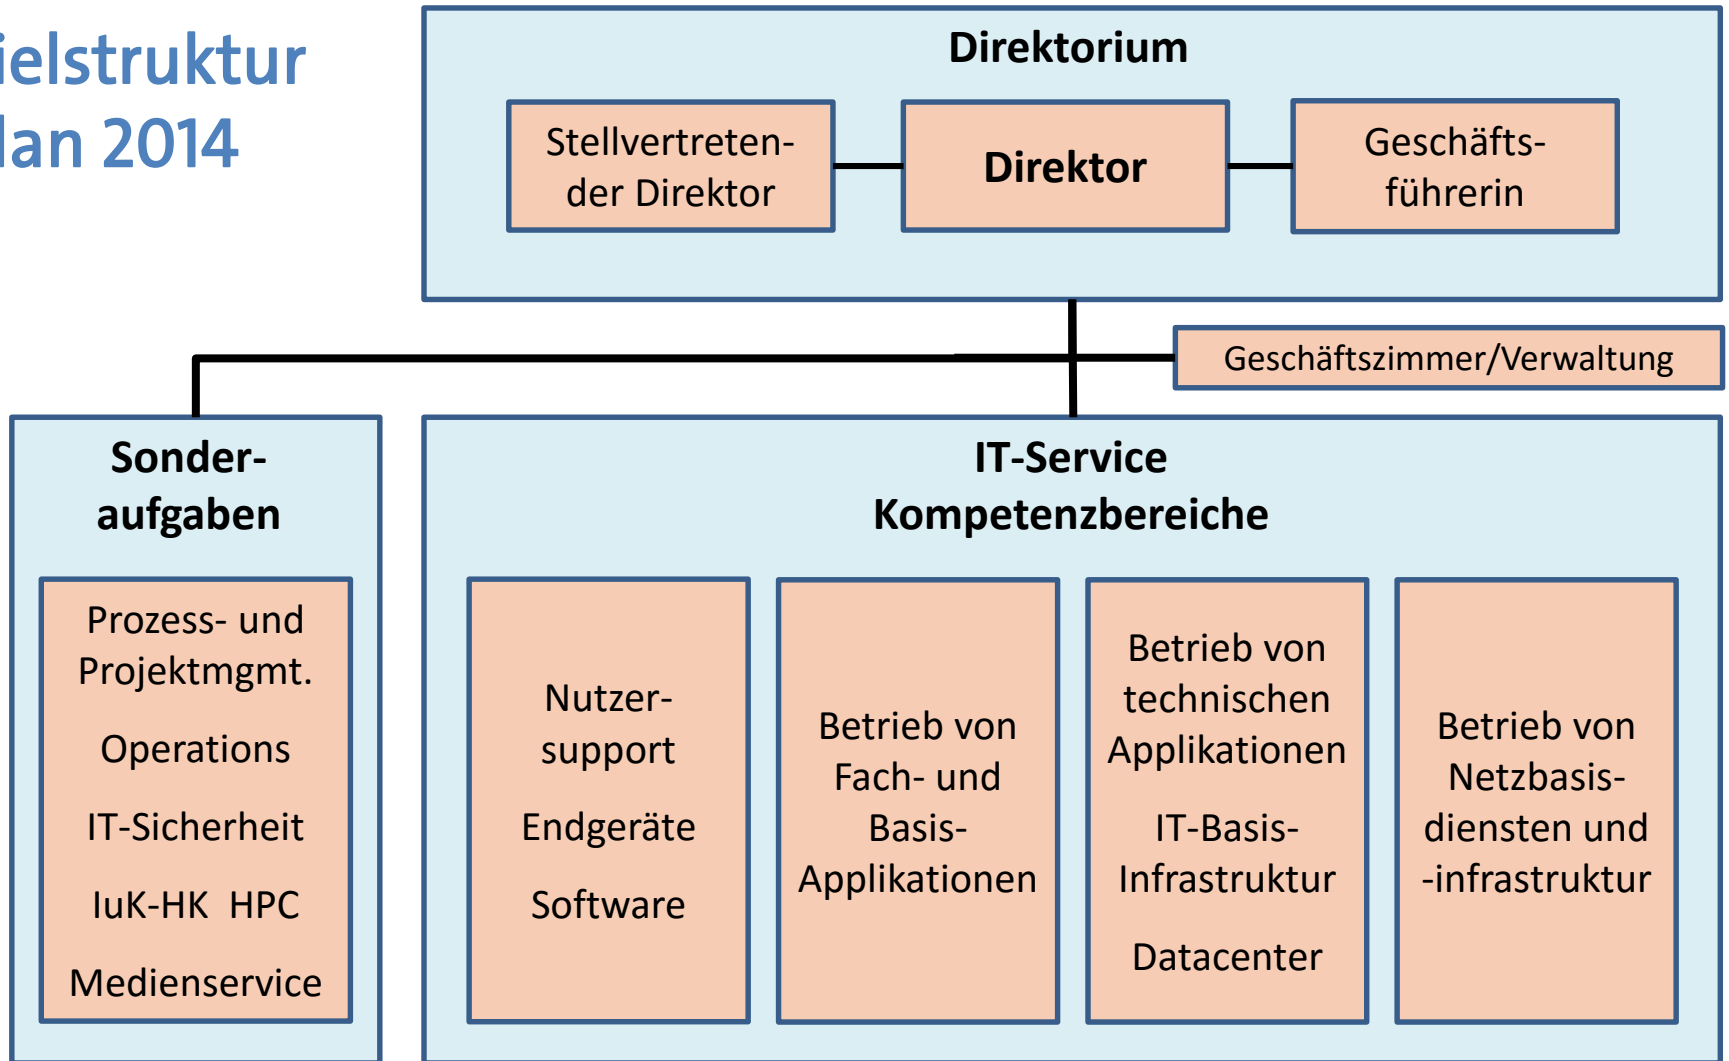 ielstruktur
lan 2014
Direktorium
Stellvertreten-
der Direktor
Direktor
Geschäfts-
führerin
Geschäftszimmer/Verwaltung
Sonder-
aufgaben
Prozess- und
Projektmgmt.
Operations
IT-Sicherheit
IuK-HK HPC
Medienservice
IT-Service
Kompetenzbereiche
Nutzer-
support
Endgeräte
Software
Betrieb von
Fach- und
Basis-
Applikationen
Betrieb von
technischen
Applikationen
IT-Basis-
Infrastruktur
Datacenter
Betrieb von
Netzbasis-
diensten und
-infrastruktur